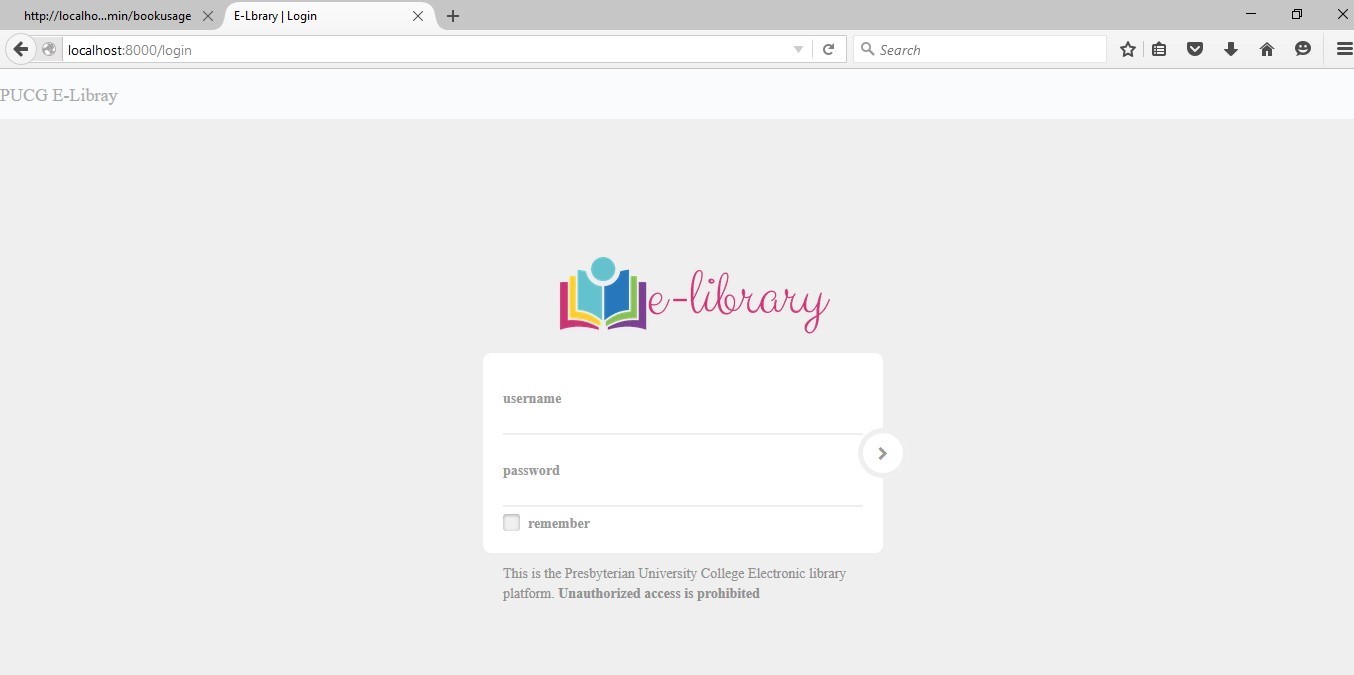 http://localho...min/bookusage
E-Lbrary | Login
localhost:8000/login
Search
PUCG E-Libray
e-library
username
password
remember
This is the Presbyterian University College Electronic library
platform. Unauthorized access is prohibited